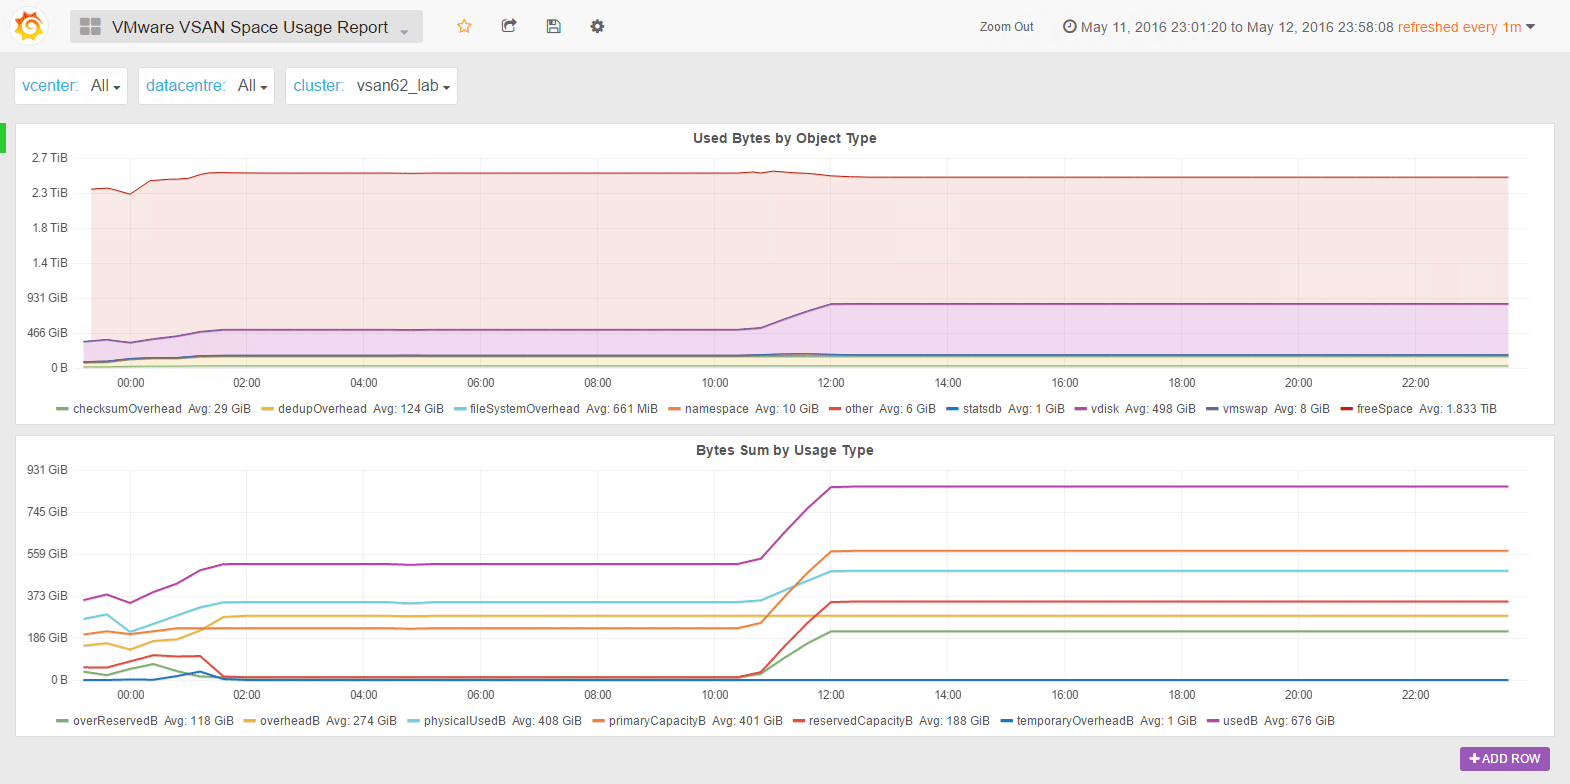 VMware VSAN Space Usage Report
Zoom Out
May 11, 2016 23:01:20 to May 12, 2016 23:58:08 refreshed every 1m
vcenter: All
datacentre: All
cluster: vsan62_lab
Used Bytes by Object Type
2.7 TiB
2.3 TiB
1.8 TiB
1.4 TiB
931 GiB
466 GiB
0 B
00:00 02:00 04:00 06:00 08:00 10:00 12:00 14:00 16:00 18:00 20:00 22:00
checksumOverhead Avg: 29 GiB dedupOverhead Avg: 124 GiB fileSystemOverhead Avg: 661 MiB namespace Avg: 10 GiB other Avg: 6 GiB statsdb Avg: 1 GiB vdisk Avg: 498 GiB vmswap Avg: 8 GiB freeSpace Avg: 1.833 TiB
Bytes Sum by Usage Type
931 GiB
745 GiB
559 GiB
373 GiB
186 GiB
0 B
00:00 02:00 04:00 06:00 08:00 10:00 12:00 14:00 16:00 18:00 20:00 22:00
overReservedB Avg: 118 GiB overheadB Avg: 274 GiB physicalUsedB Avg: 408 GiB primaryCapacityB Avg: 401 GiB reservedCapacityB Avg: 188 GiB temporaryOverheadB Avg: 1 GiB usedB Avg: 676 GiB
ADD ROW